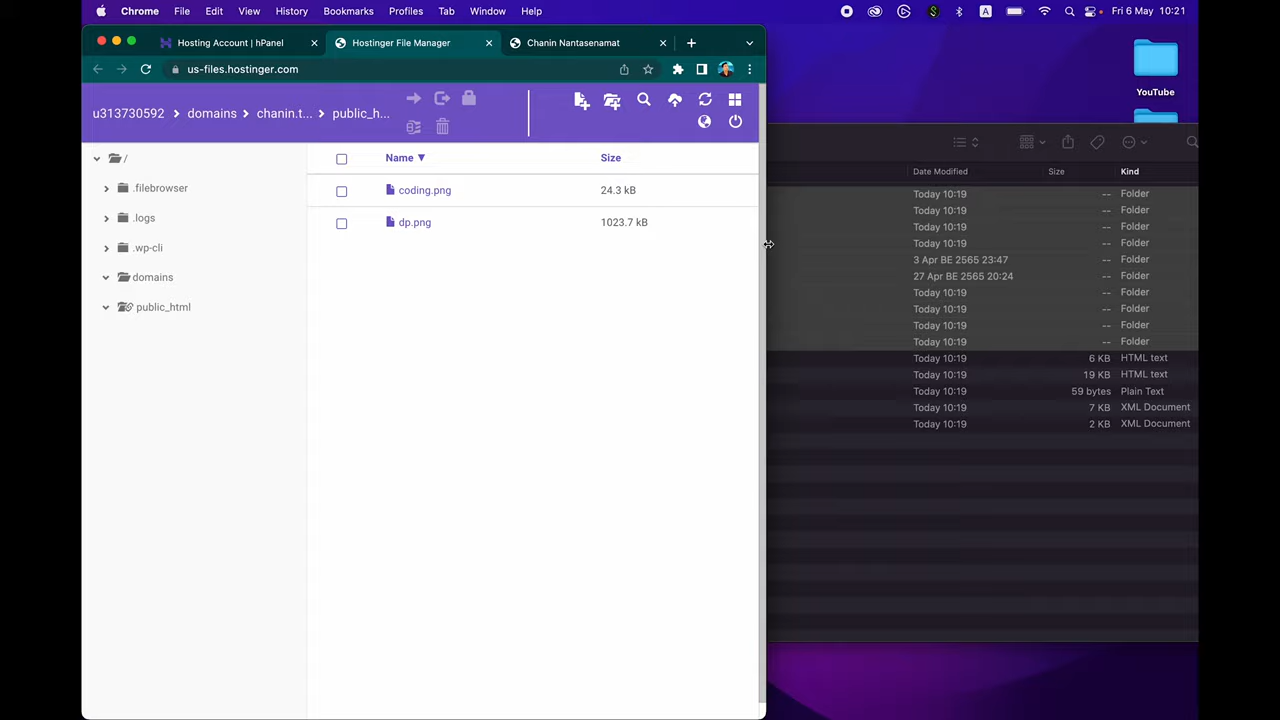 Chrome File Edit View History Bookmarks Profiles Tab Window Help A Fri 6 May 10:21
Hosting Account | hPanel Hostinger File Manager Chanin Nantasenamat
us-files.hostinger.com
YouTube
u313730592 domains chanin.t... public_h...
/
.filebrowser
.logs
.wp-cli
domains
public_html
Name ▼ Size
coding.png 24.3 kB
dp.png 1023.7 kB
Date Modified Size Kind
Today 10:19 -- Folder
Today 10:19 -- Folder
Today 10:19 -- Folder
Today 10:19 -- Folder
3 Apr BE 2565 23:47 -- Folder
27 Apr BE 2565 20:24 -- Folder
Today 10:19 -- Folder
Today 10:19 -- Folder
Today 10:19 -- Folder
Today 10:19 -- Folder
Today 10:19 6 KB HTML text
Today 10:19 19 KB HTML text
Today 10:19 59 bytes Plain Text
Today 10:19 7 KB XML Document
Today 10:19 2 KB XML Document